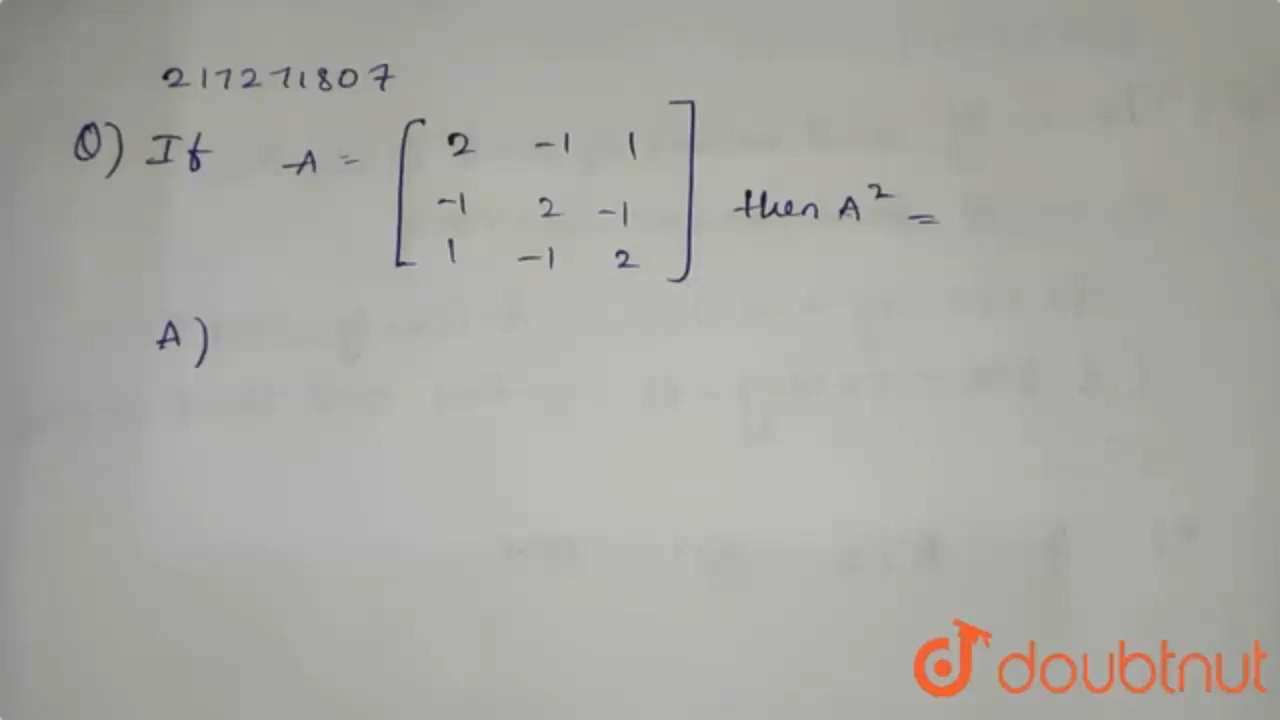 217271807
Q) If A = [ 2 -1 1
-1 2 -1
1 -1 2 ] then A² =
A)
doubtnut